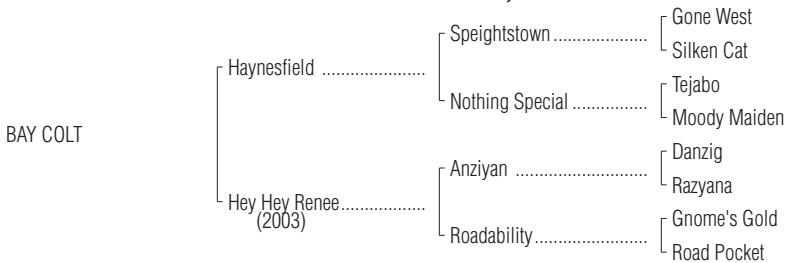 Gone West
Speightstown ....................
Silken Cat
Haynesfield ......................
Tejabo
Nothing Special ................
Moody Maiden
BAY COLT
Danzig
Anziyan ............................
Razyana
Hey Hey Renee..................
(2003)
Gnome's Gold
Roadability........................
Road Pocket